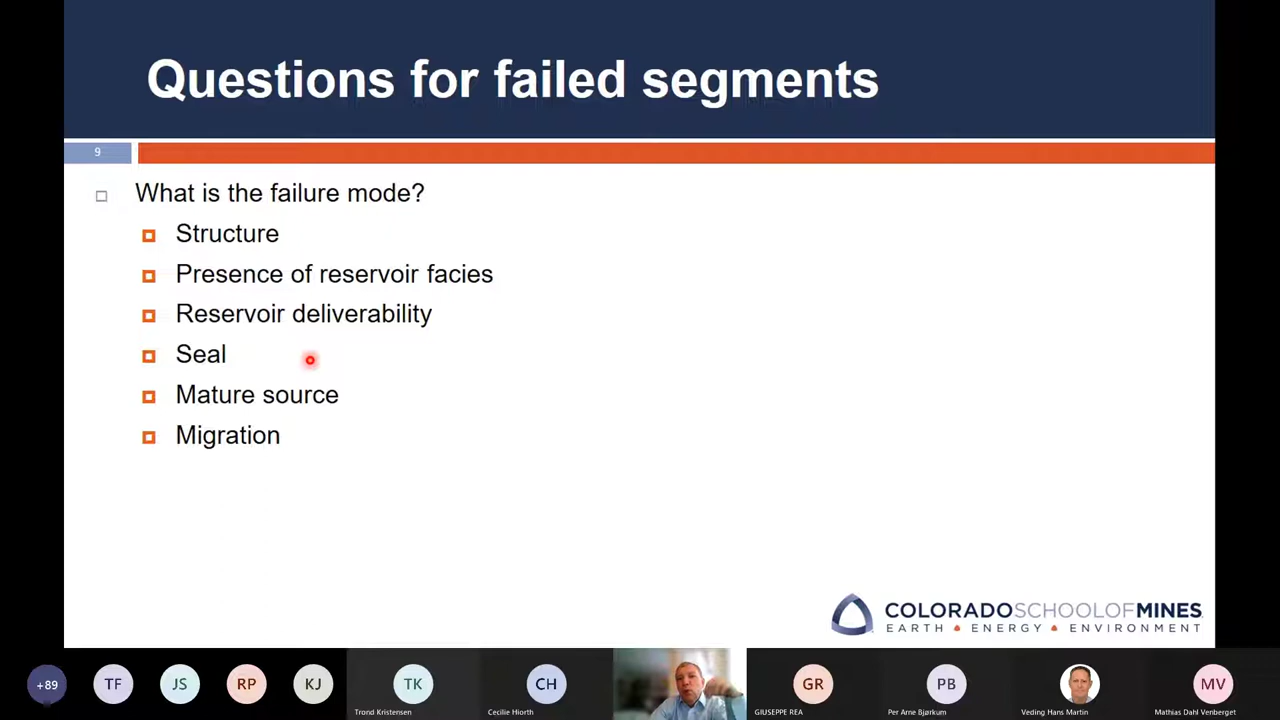 Questions for failed segments
9
What is the failure mode?
Structure
Presence of reservoir facies
Reservoir deliverability
Seal
Mature source
Migration
COLORADOSCHOOLOFMINES
EARTH • ENERGY • ENVIRONMENT
+89
TF
JS
RP
KJ
TK
Trond Kristensen
CH
Cecilie Hiorth
GR
GIUSEPPE REA
PB
Per Arne Bjørkum
Veding Hans Martin
MV
Mathias Dahl Venberget